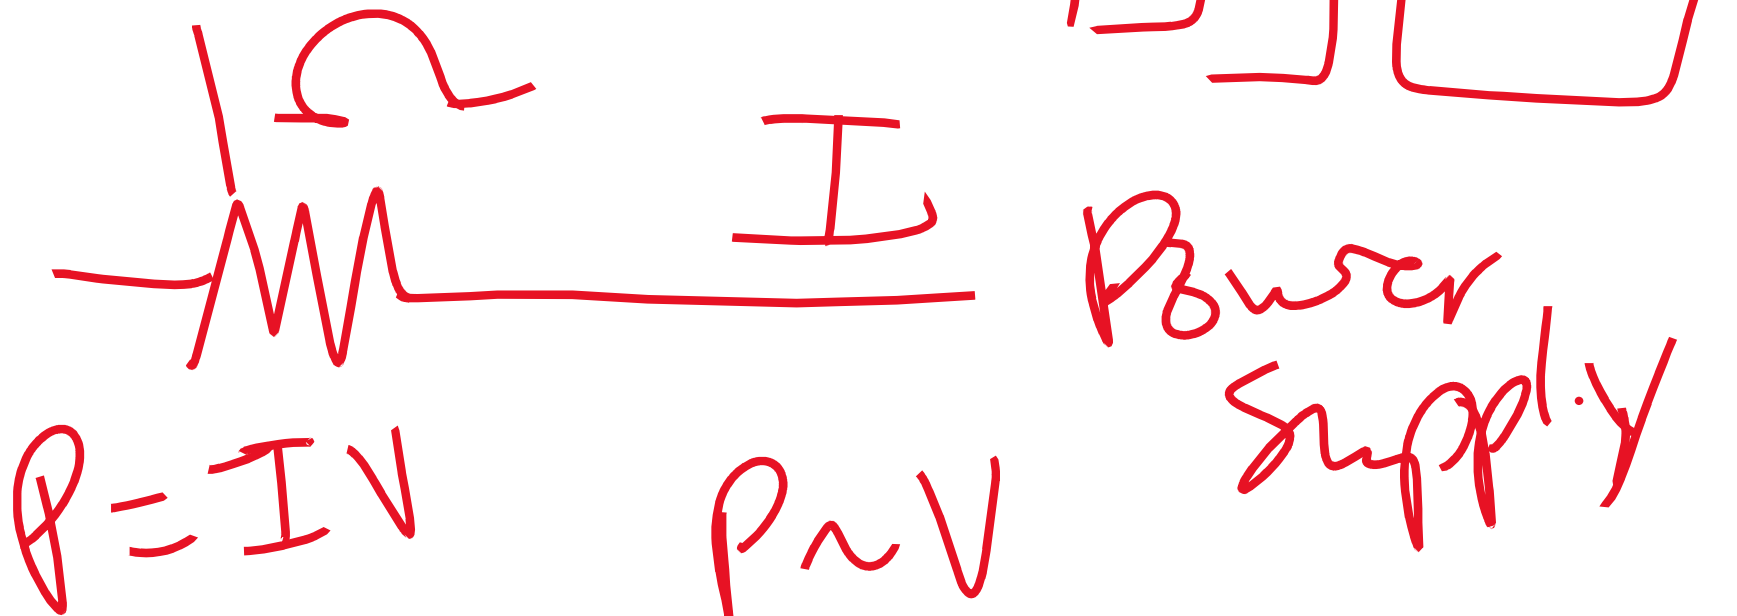 Ω
I
Power
Supply
P = IV
P ~ V